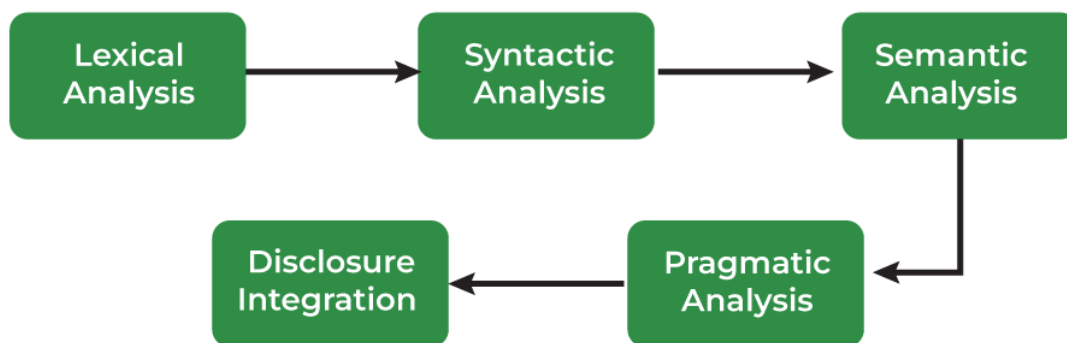 Lexical
Analysis
Syntactic
Analysis
Semantic
Analysis
Pragmatic
Analysis
Disclosure
Integration